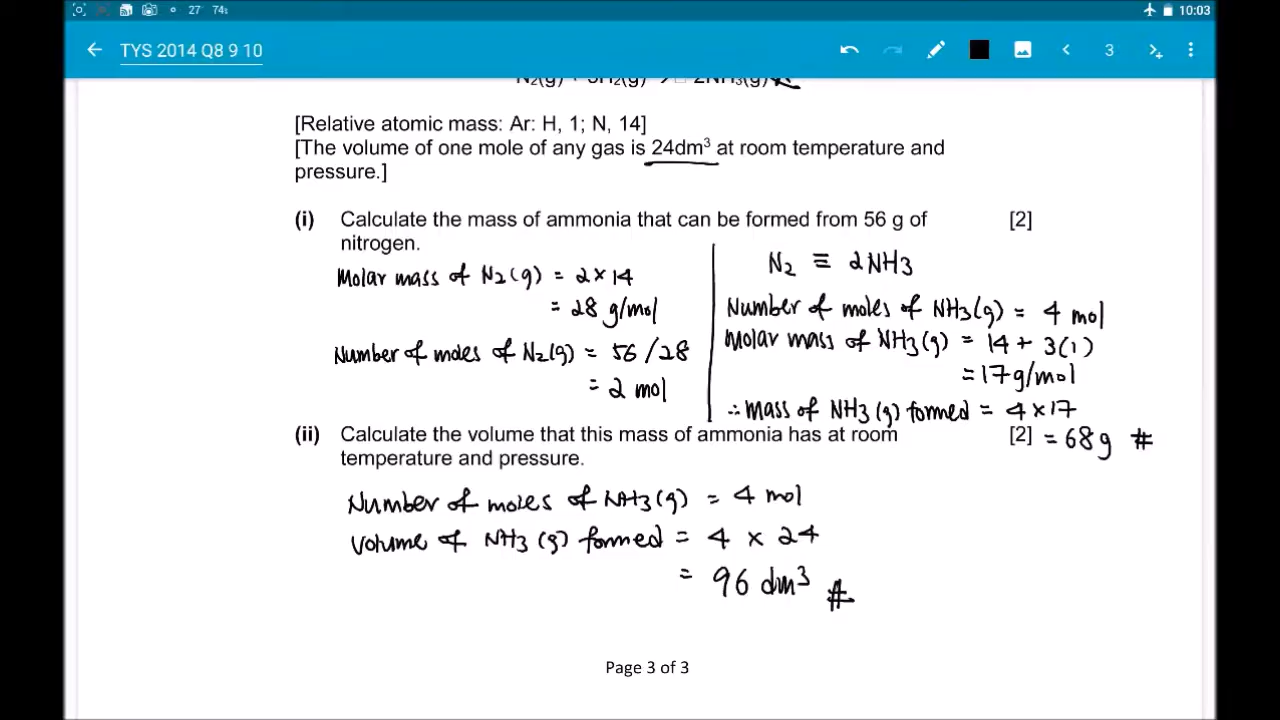 27° 74%
10:03
TYS 2014 Q8 9 10
3
[Relative atomic mass: Ar: H, 1; N, 14]
[The volume of one mole of any gas is 24dm³ at room temperature and
pressure.]
(i) Calculate the mass of ammonia that can be formed from 56 g of [2]
nitrogen.
Molar mass of N₂(g) = 2 × 14
= 28 g/mol
Number of moles of N₂(g) = 56 / 28
= 2 mol
N₂ ≡ 2NH₃
Number of moles of NH₃(g) = 4 mol
Molar mass of NH₃(g) = 14 + 3(1)
= 17 g/mol
∴ Mass of NH₃(g) formed = 4 × 17
= 68 g #
(ii) Calculate the volume that this mass of ammonia has at room [2]
temperature and pressure.
Number of moles of NH₃(g) = 4 mol
Volume of NH₃(g) formed = 4 × 24
= 96 dm³ #
Page 3 of 3